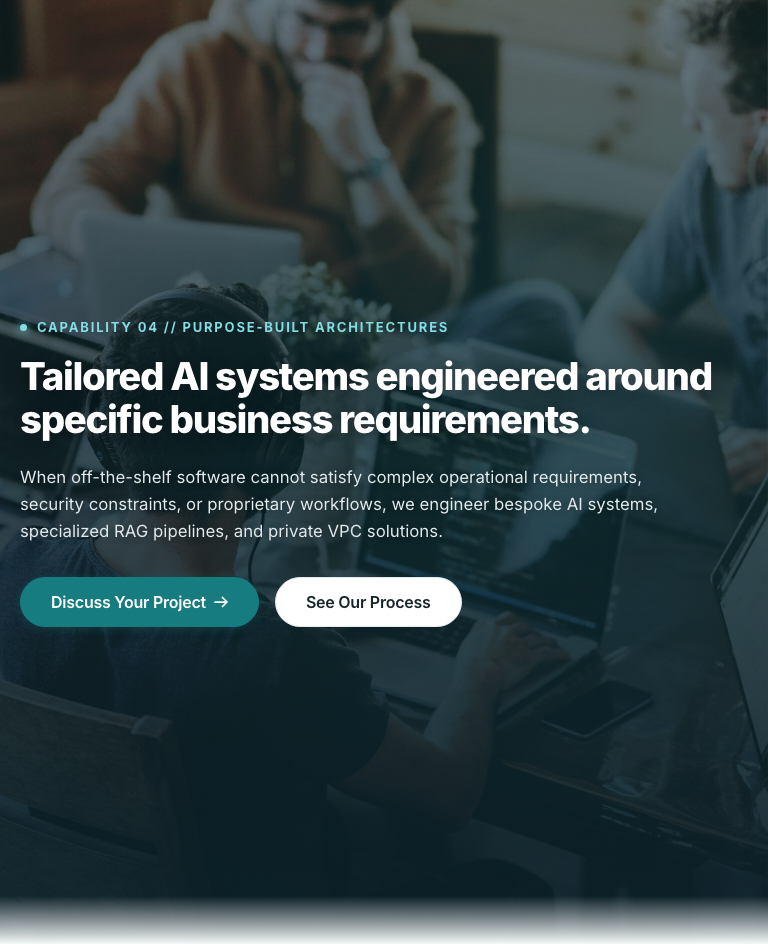 CAPABILITY 04 // PURPOSE-BUILT ARCHITECTURES
Tailored AI systems engineered around
specific business requirements.
When off-the-shelf software cannot satisfy complex operational requirements,
security constraints, or proprietary workflows, we engineer bespoke AI systems,
specialized RAG pipelines, and private VPC solutions.
Discuss Your Project →
See Our Process